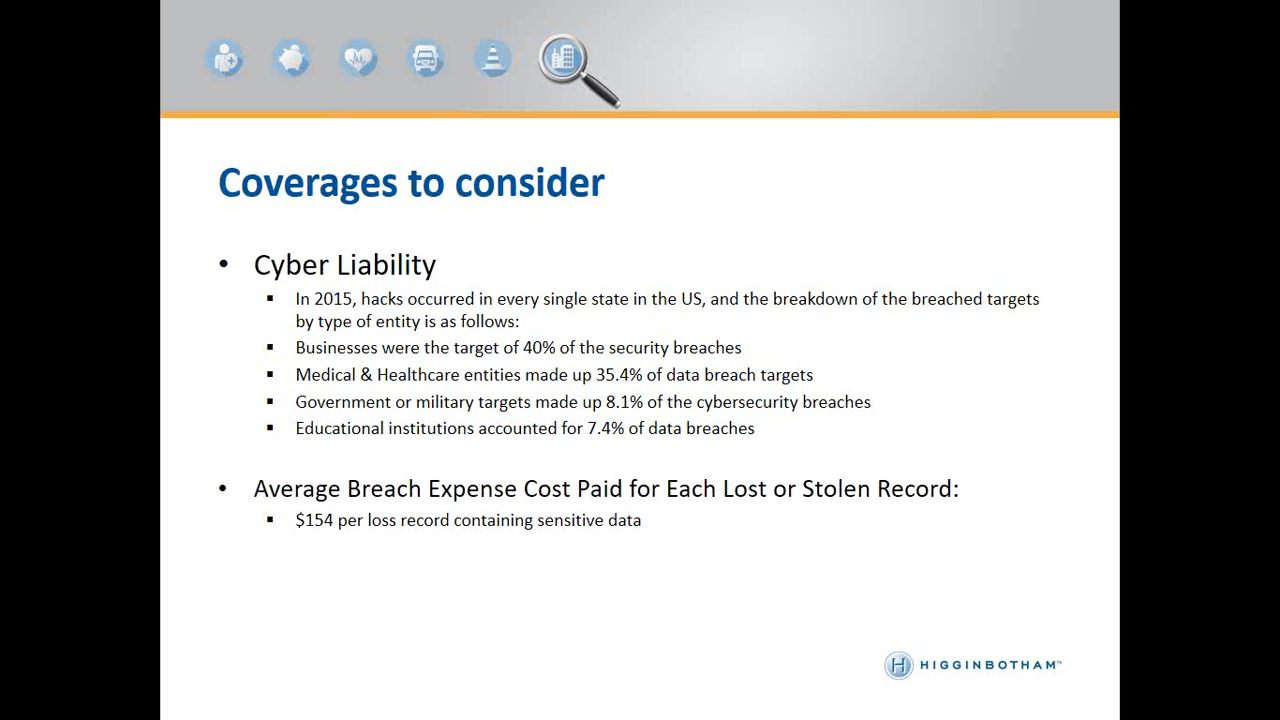 Coverages to consider
• Cyber Liability
▪ In 2015, hacks occurred in every single state in the US, and the breakdown of the breached targets
by type of entity is as follows:
▪ Businesses were the target of 40% of the security breaches
▪ Medical & Healthcare entities made up 35.4% of data breach targets
▪ Government or military targets made up 8.1% of the cybersecurity breaches
▪ Educational institutions accounted for 7.4% of data breaches
• Average Breach Expense Cost Paid for Each Lost or Stolen Record:
▪ $154 per loss record containing sensitive data
H HIGGINBOTHAM™